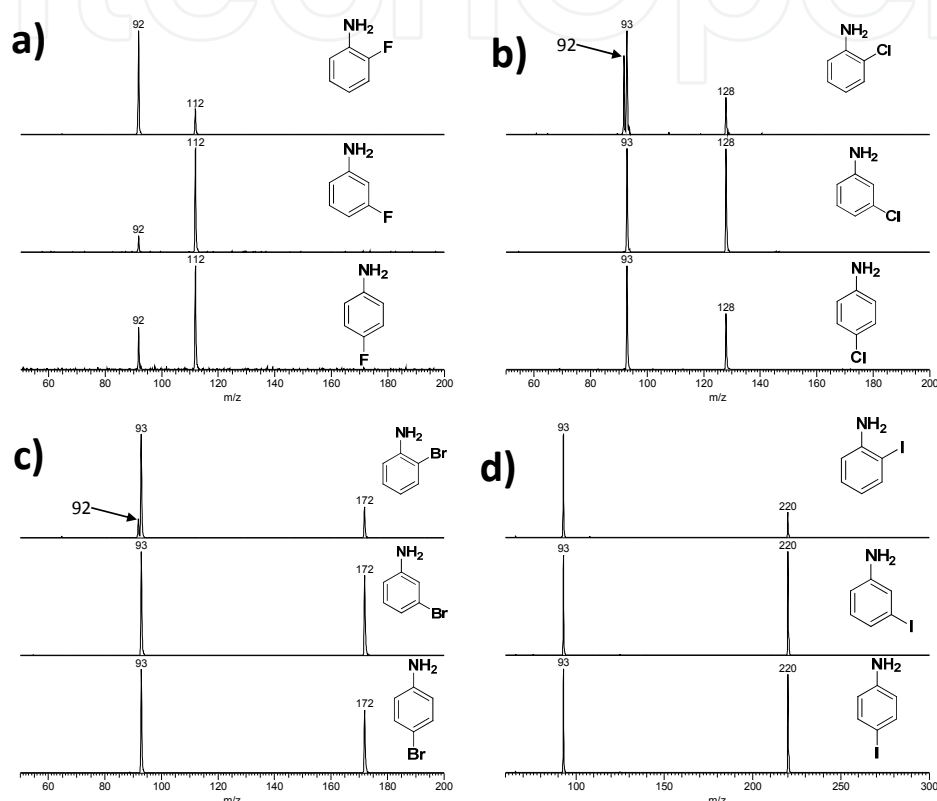 a)
92
112
NH2
F
112
92
NH2
F
112
92
NH2
F
60 80 100 120 140 160 180 200
m/z
b)
93
92
128
NH2
Cl
93
128
NH2
Cl
93
128
NH2
Cl
60 80 100 120 140 160 180 200
m/z
c)
93
92
172
NH2
Br
93
172
NH2
Br
93
172
NH2
Br
60 80 100 120 140 160 180 200
m/z
d)
93
220
NH2
I
93
220
NH2
I
93
220
NH2
I
100 150 200 250 300
m/z